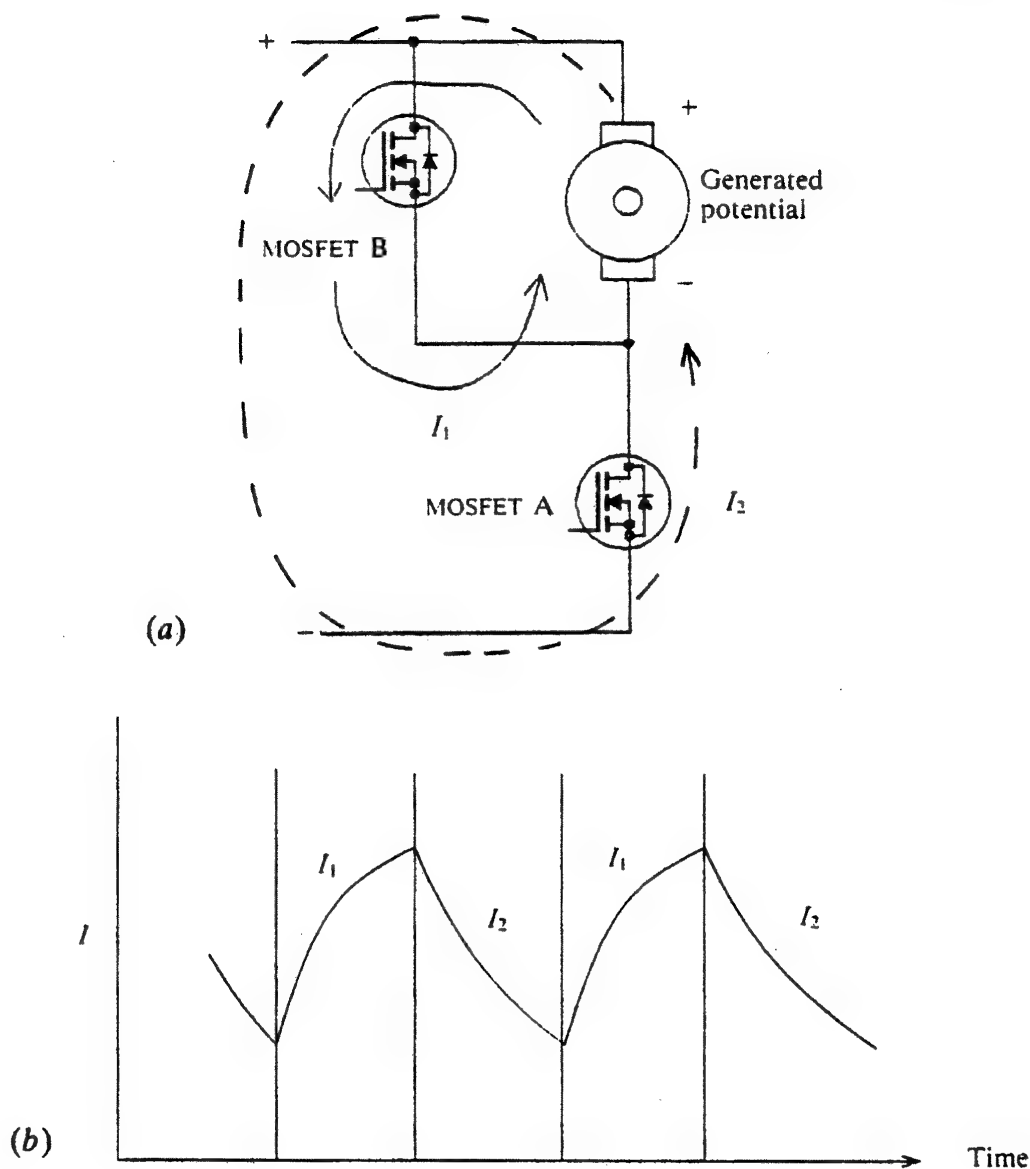 +
+
Generated
potential
MOSFET B
−
I₁
MOSFET A
I₂
(a)
−
I₁
I₁
I₂
I₂
I
(b)
Time